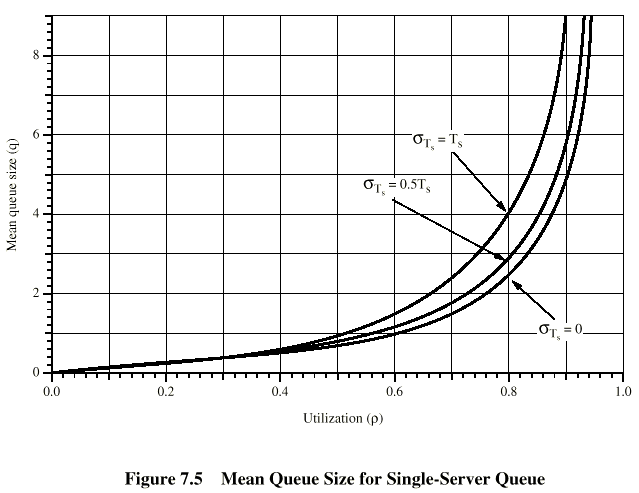 8
6
4
2
0
Mean queue size (q)
σTs = Ts
σTs = 0.5Ts
σTs = 0
0.0 0.2 0.4 0.6 0.8 1.0
Utilization (ρ)
Figure 7.5 Mean Queue Size for Single-Server Queue